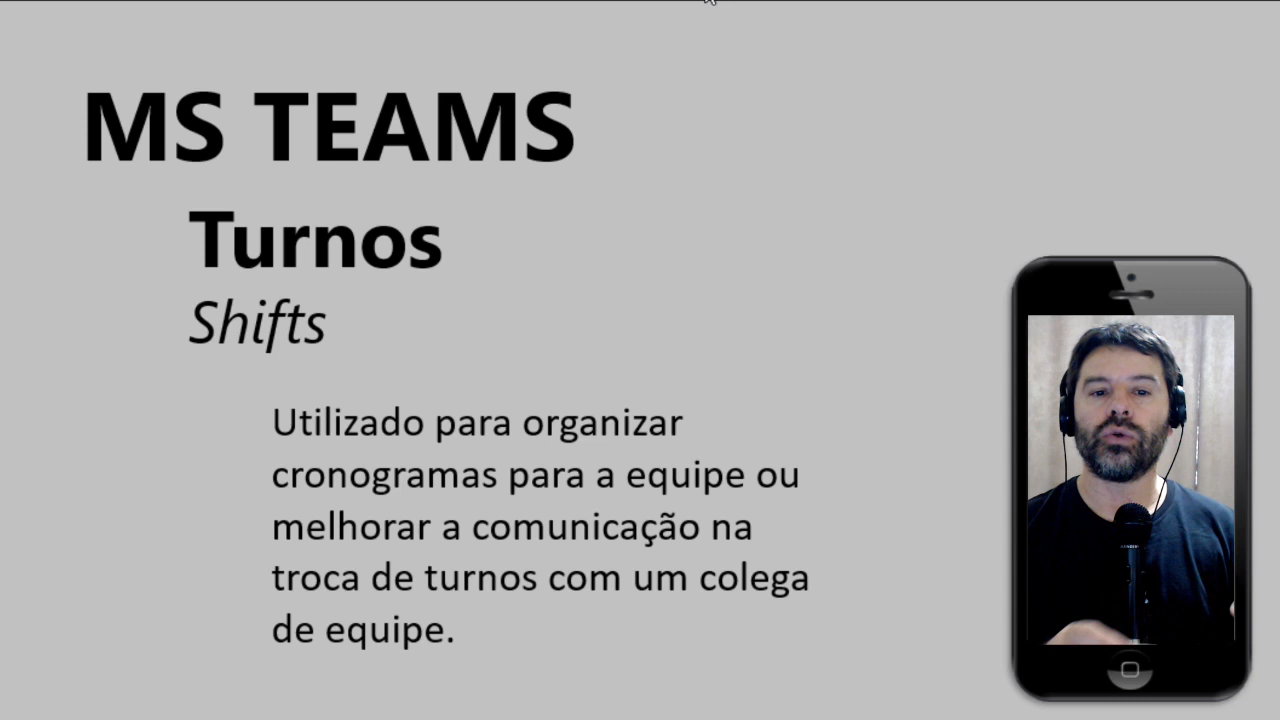 MS TEAMS
Turnos
Shifts
Utilizado para organizar
cronogramas para a equipe ou
melhorar a comunicação na
troca de turnos com um colega
de equipe.